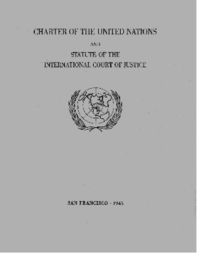 CHARTER OF THE UNITED NATIONS
AND
STATUTE OF THE
INTERNATIONAL COURT OF JUSTICE
SAN FRANCISCO · 1945